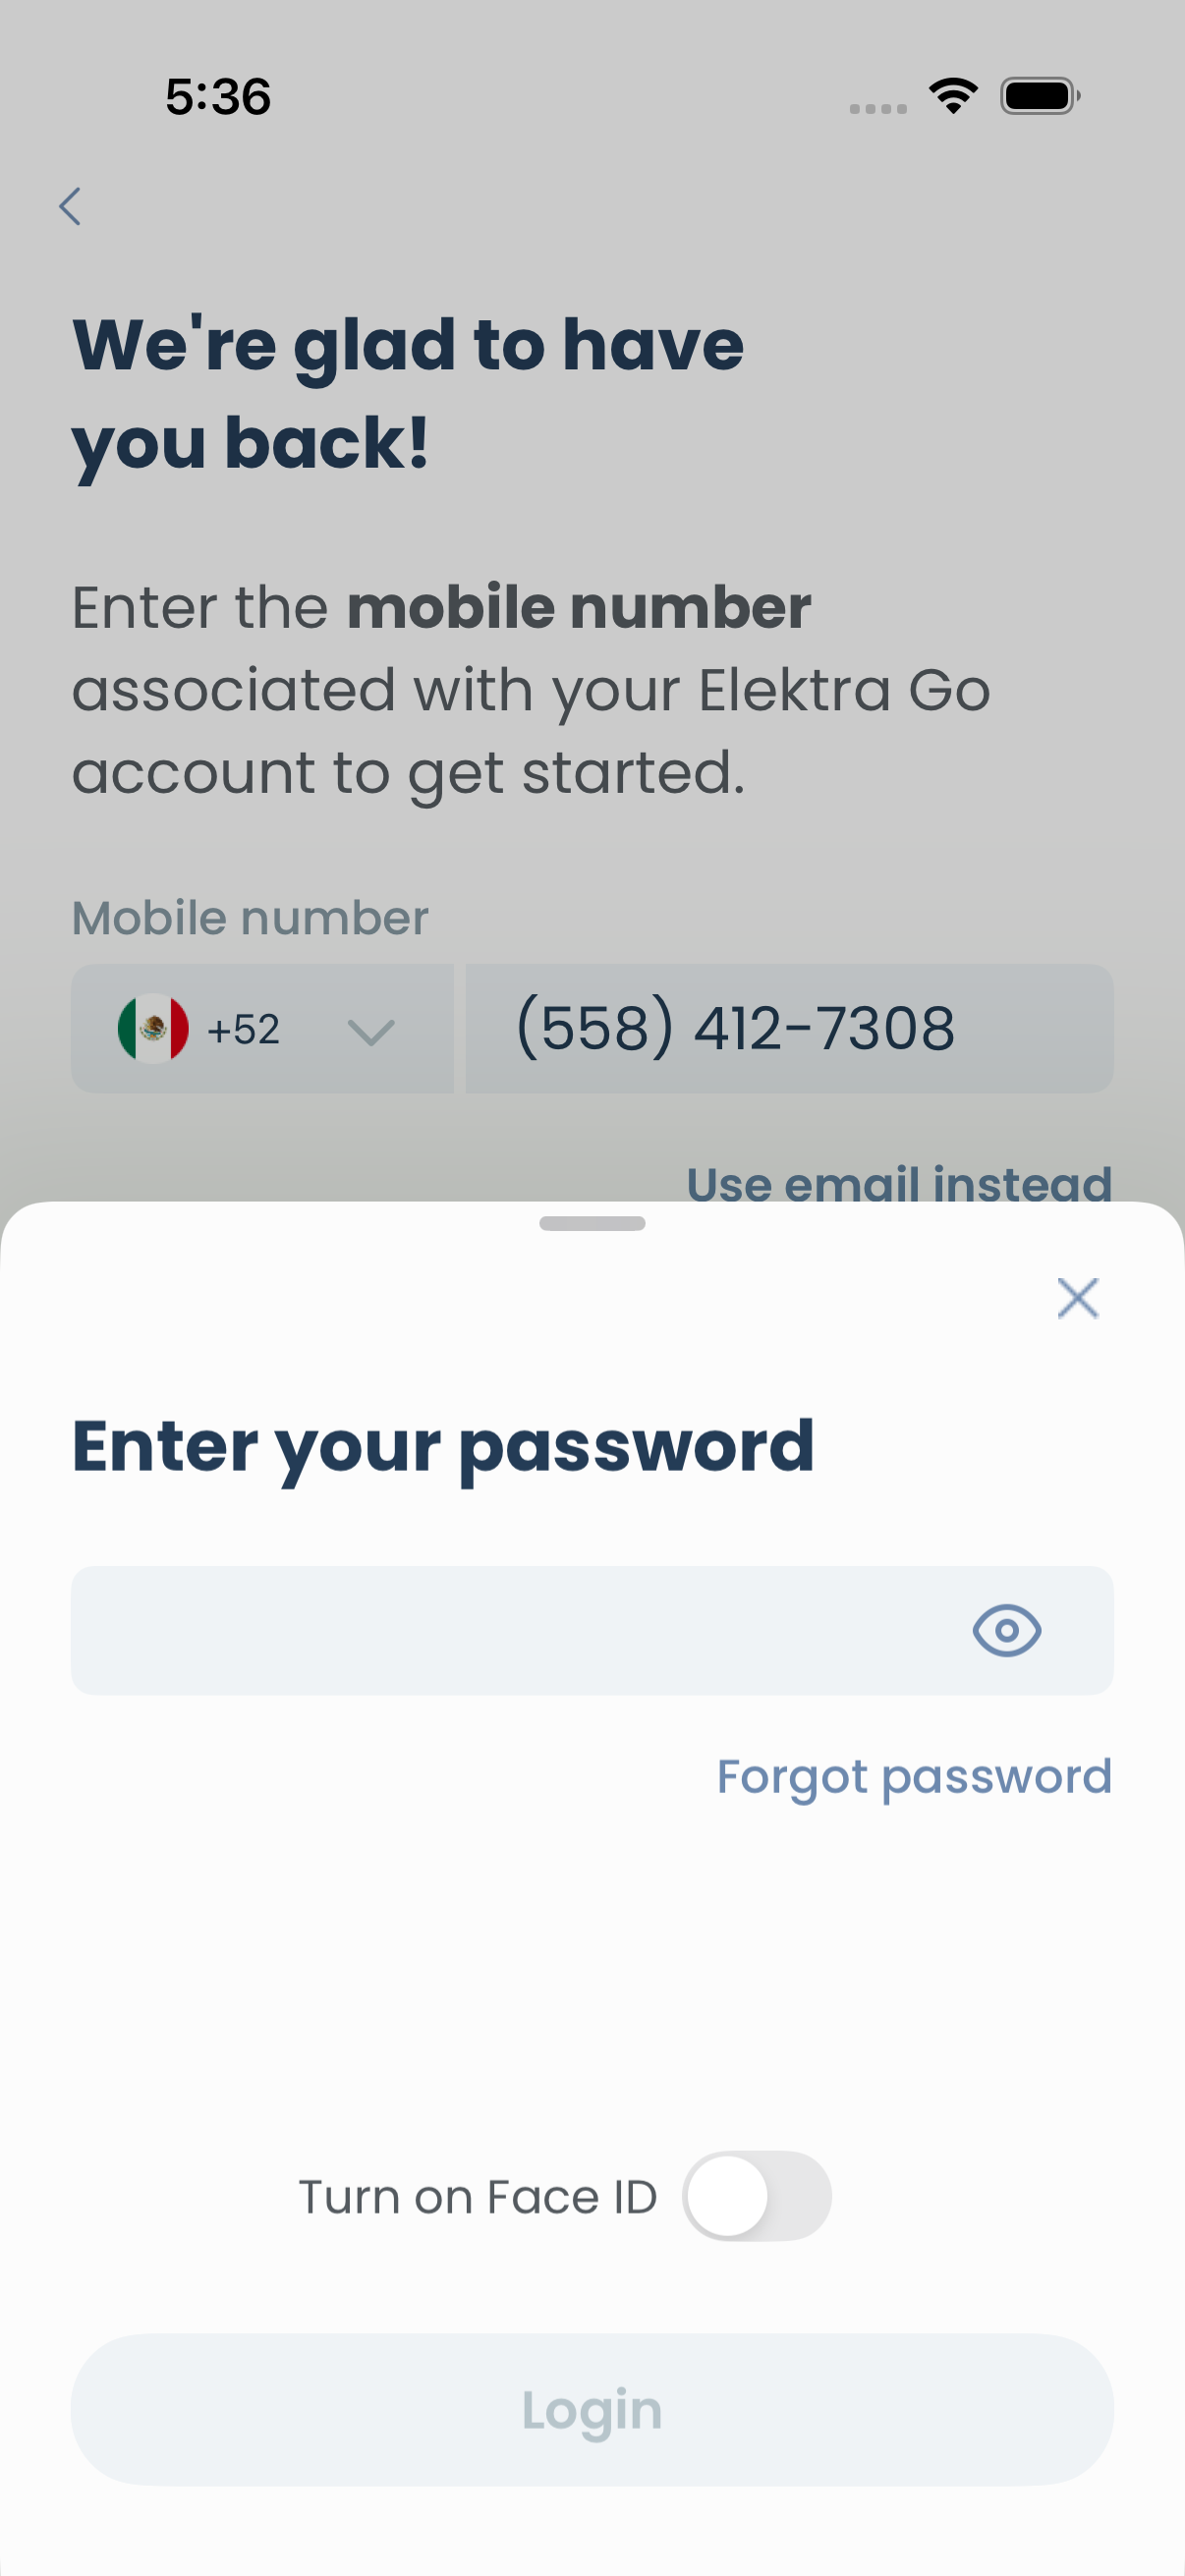 5:36
We're glad to have
you back!
Enter the mobile number
associated with your Elektra Go
account to get started.
Mobile number
+52
(558) 412-7308
Use email instead
Enter your password
Forgot password
Turn on Face ID
Login